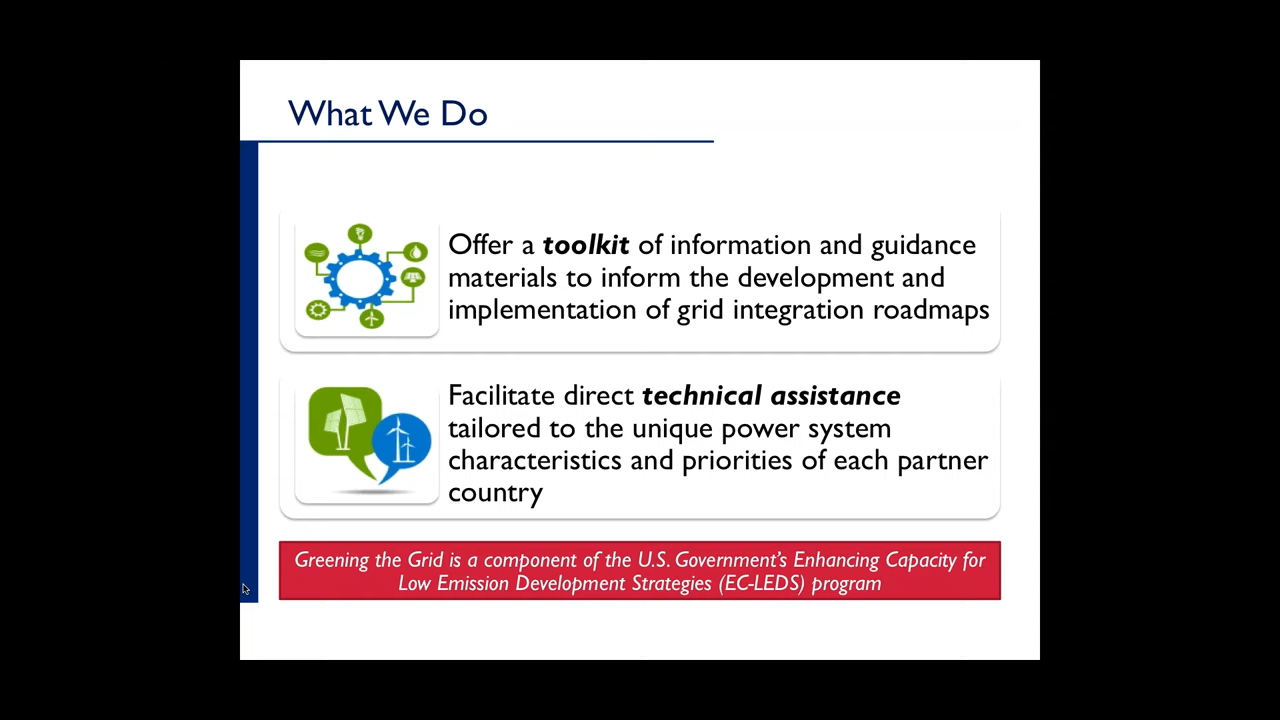 What We Do
Offer a toolkit of information and guidance
materials to inform the development and
implementation of grid integration roadmaps
Facilitate direct technical assistance
tailored to the unique power system
characteristics and priorities of each partner
country
Greening the Grid is a component of the U.S. Government’s Enhancing Capacity for
Low Emission Development Strategies (EC-LEDS) program